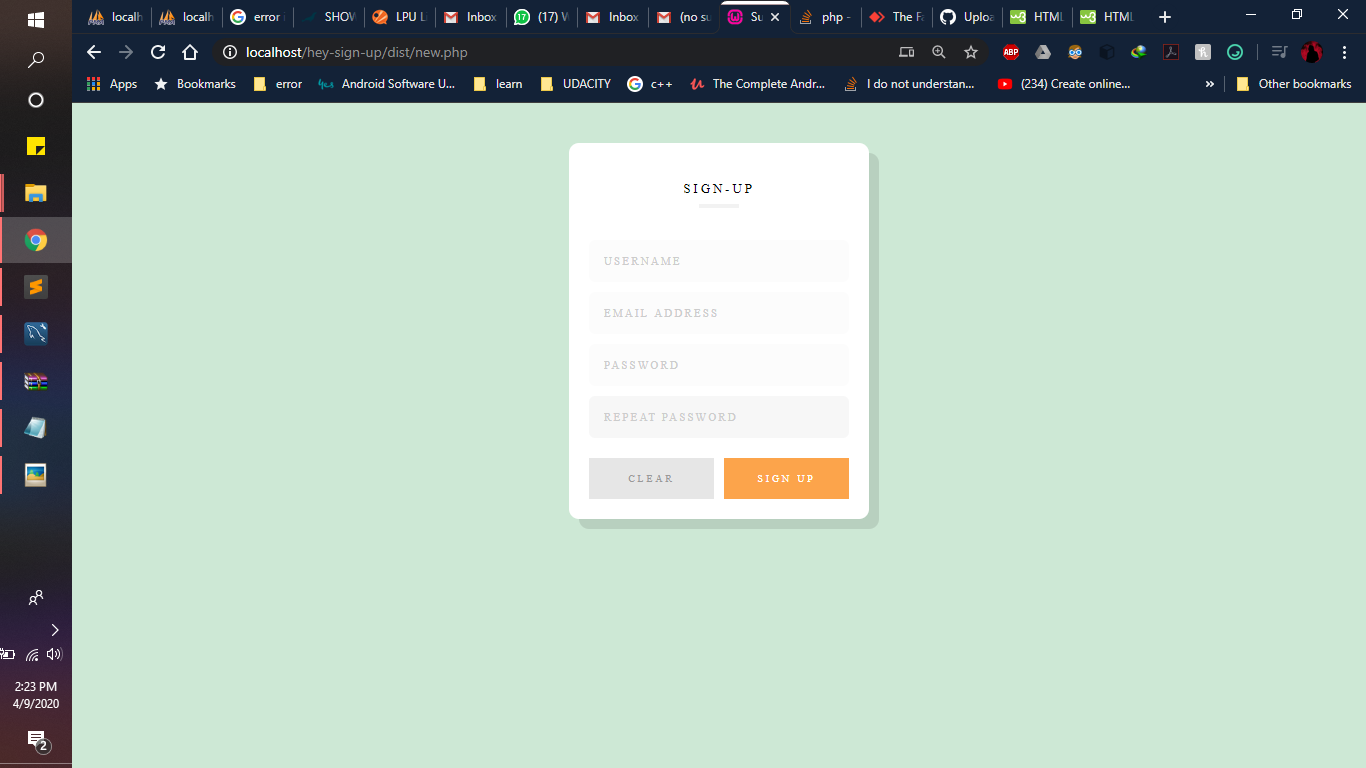 localh
localh
error i
SHOW
LPU L
Inbox
(17) W
Inbox
(no su
Su
php -
The Fa
Uploa
HTML
HTML
localhost/hey-sign-up/dist/new.php
Apps
Bookmarks
error
Android Software U...
learn
UDACITY
c++
The Complete Andr...
I do not understan...
(234) Create online...
»
Other bookmarks
SIGN-UP
USERNAME
EMAIL ADDRESS
PASSWORD
REPEAT PASSWORD
CLEAR
SIGN UP
2:23 PM
4/9/2020
2